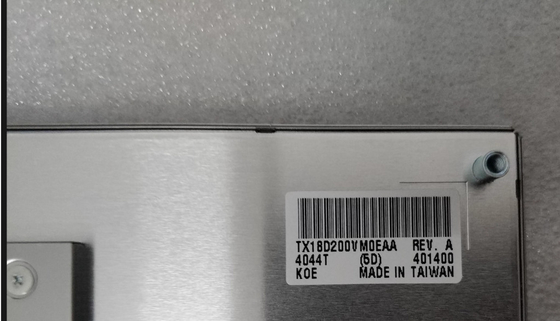 TX18D200VM0EAA REV. A
4044T (5D) 401400
KOE MADE IN TAIWAN